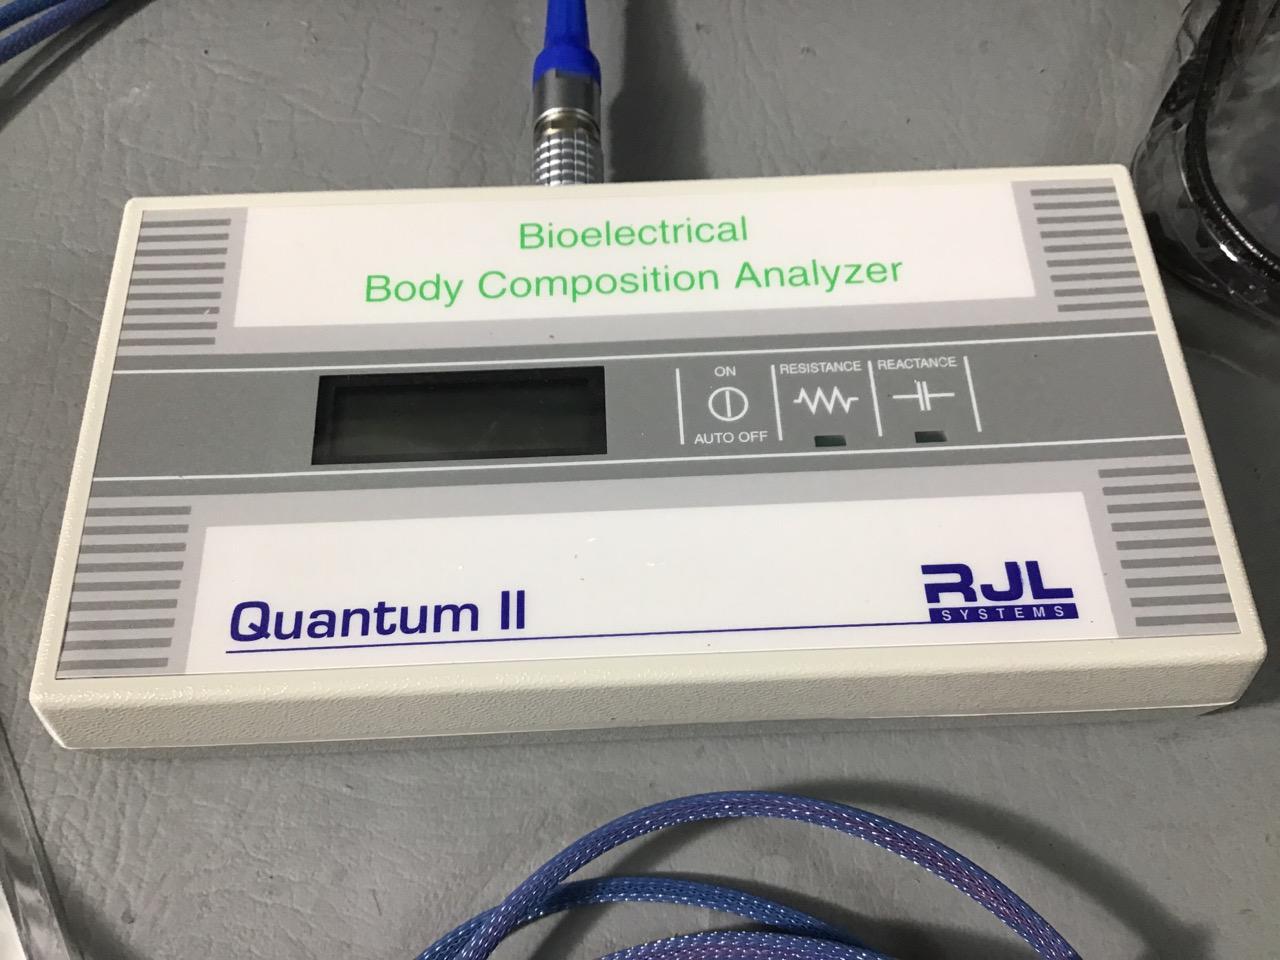 Bioelectrical
Body Composition Analyzer
ON
AUTO OFF
RESISTANCE
REACTANCE
Quantum II
RJL
SYSTEMS